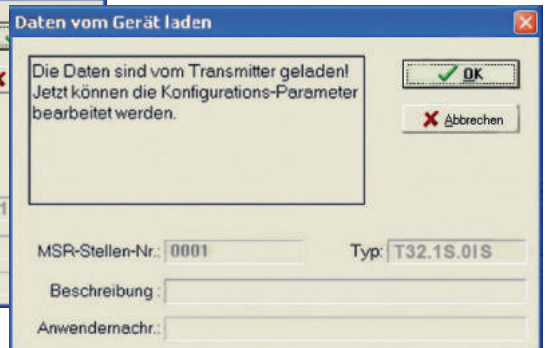 Daten vom Gerät laden
Die Daten sind vom Transmitter geladen!
Jetzt können die Konfigurations-Parameter
bearbeitet werden.
OK
Abbrechen
MSR-Stellen-Nr.: 0001 Typ: T32.1S.0IS
Beschreibung :
Anwendernachr.: